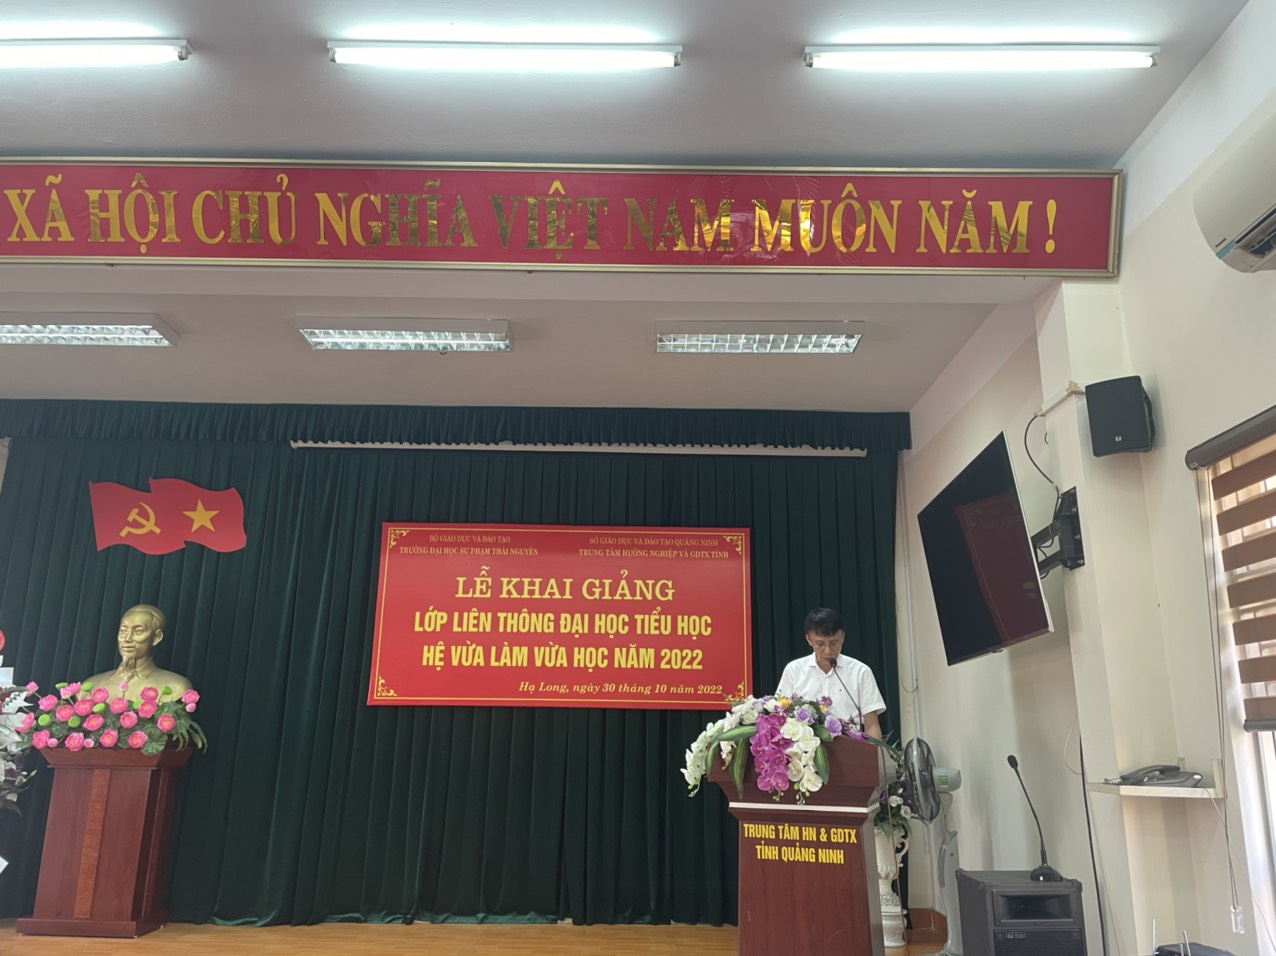 XÃ HỘI CHỦ NGHĨA VIỆT NAM MUÔN NĂM !
BỘ GIÁO DỤC VÀ ĐÀO TẠO
TRƯỜNG ĐẠI HỌC SƯ PHẠM THÁI NGUYÊN
SỞ GIÁO DỤC VÀ ĐÀO TẠO QUẢNG NINH
TRUNG TÂM HƯỚNG NGHIỆP VÀ GDTX TỈNH
LỄ KHAI GIẢNG
LỚP LIÊN THÔNG ĐẠI HỌC TIỂU HỌC
HỆ VỪA LÀM VỪA HỌC NĂM 2022
Hạ Long, ngày 30 tháng 10 năm 2022
TRUNG TÂM HN & GDTX
TỈNH QUẢNG NINH